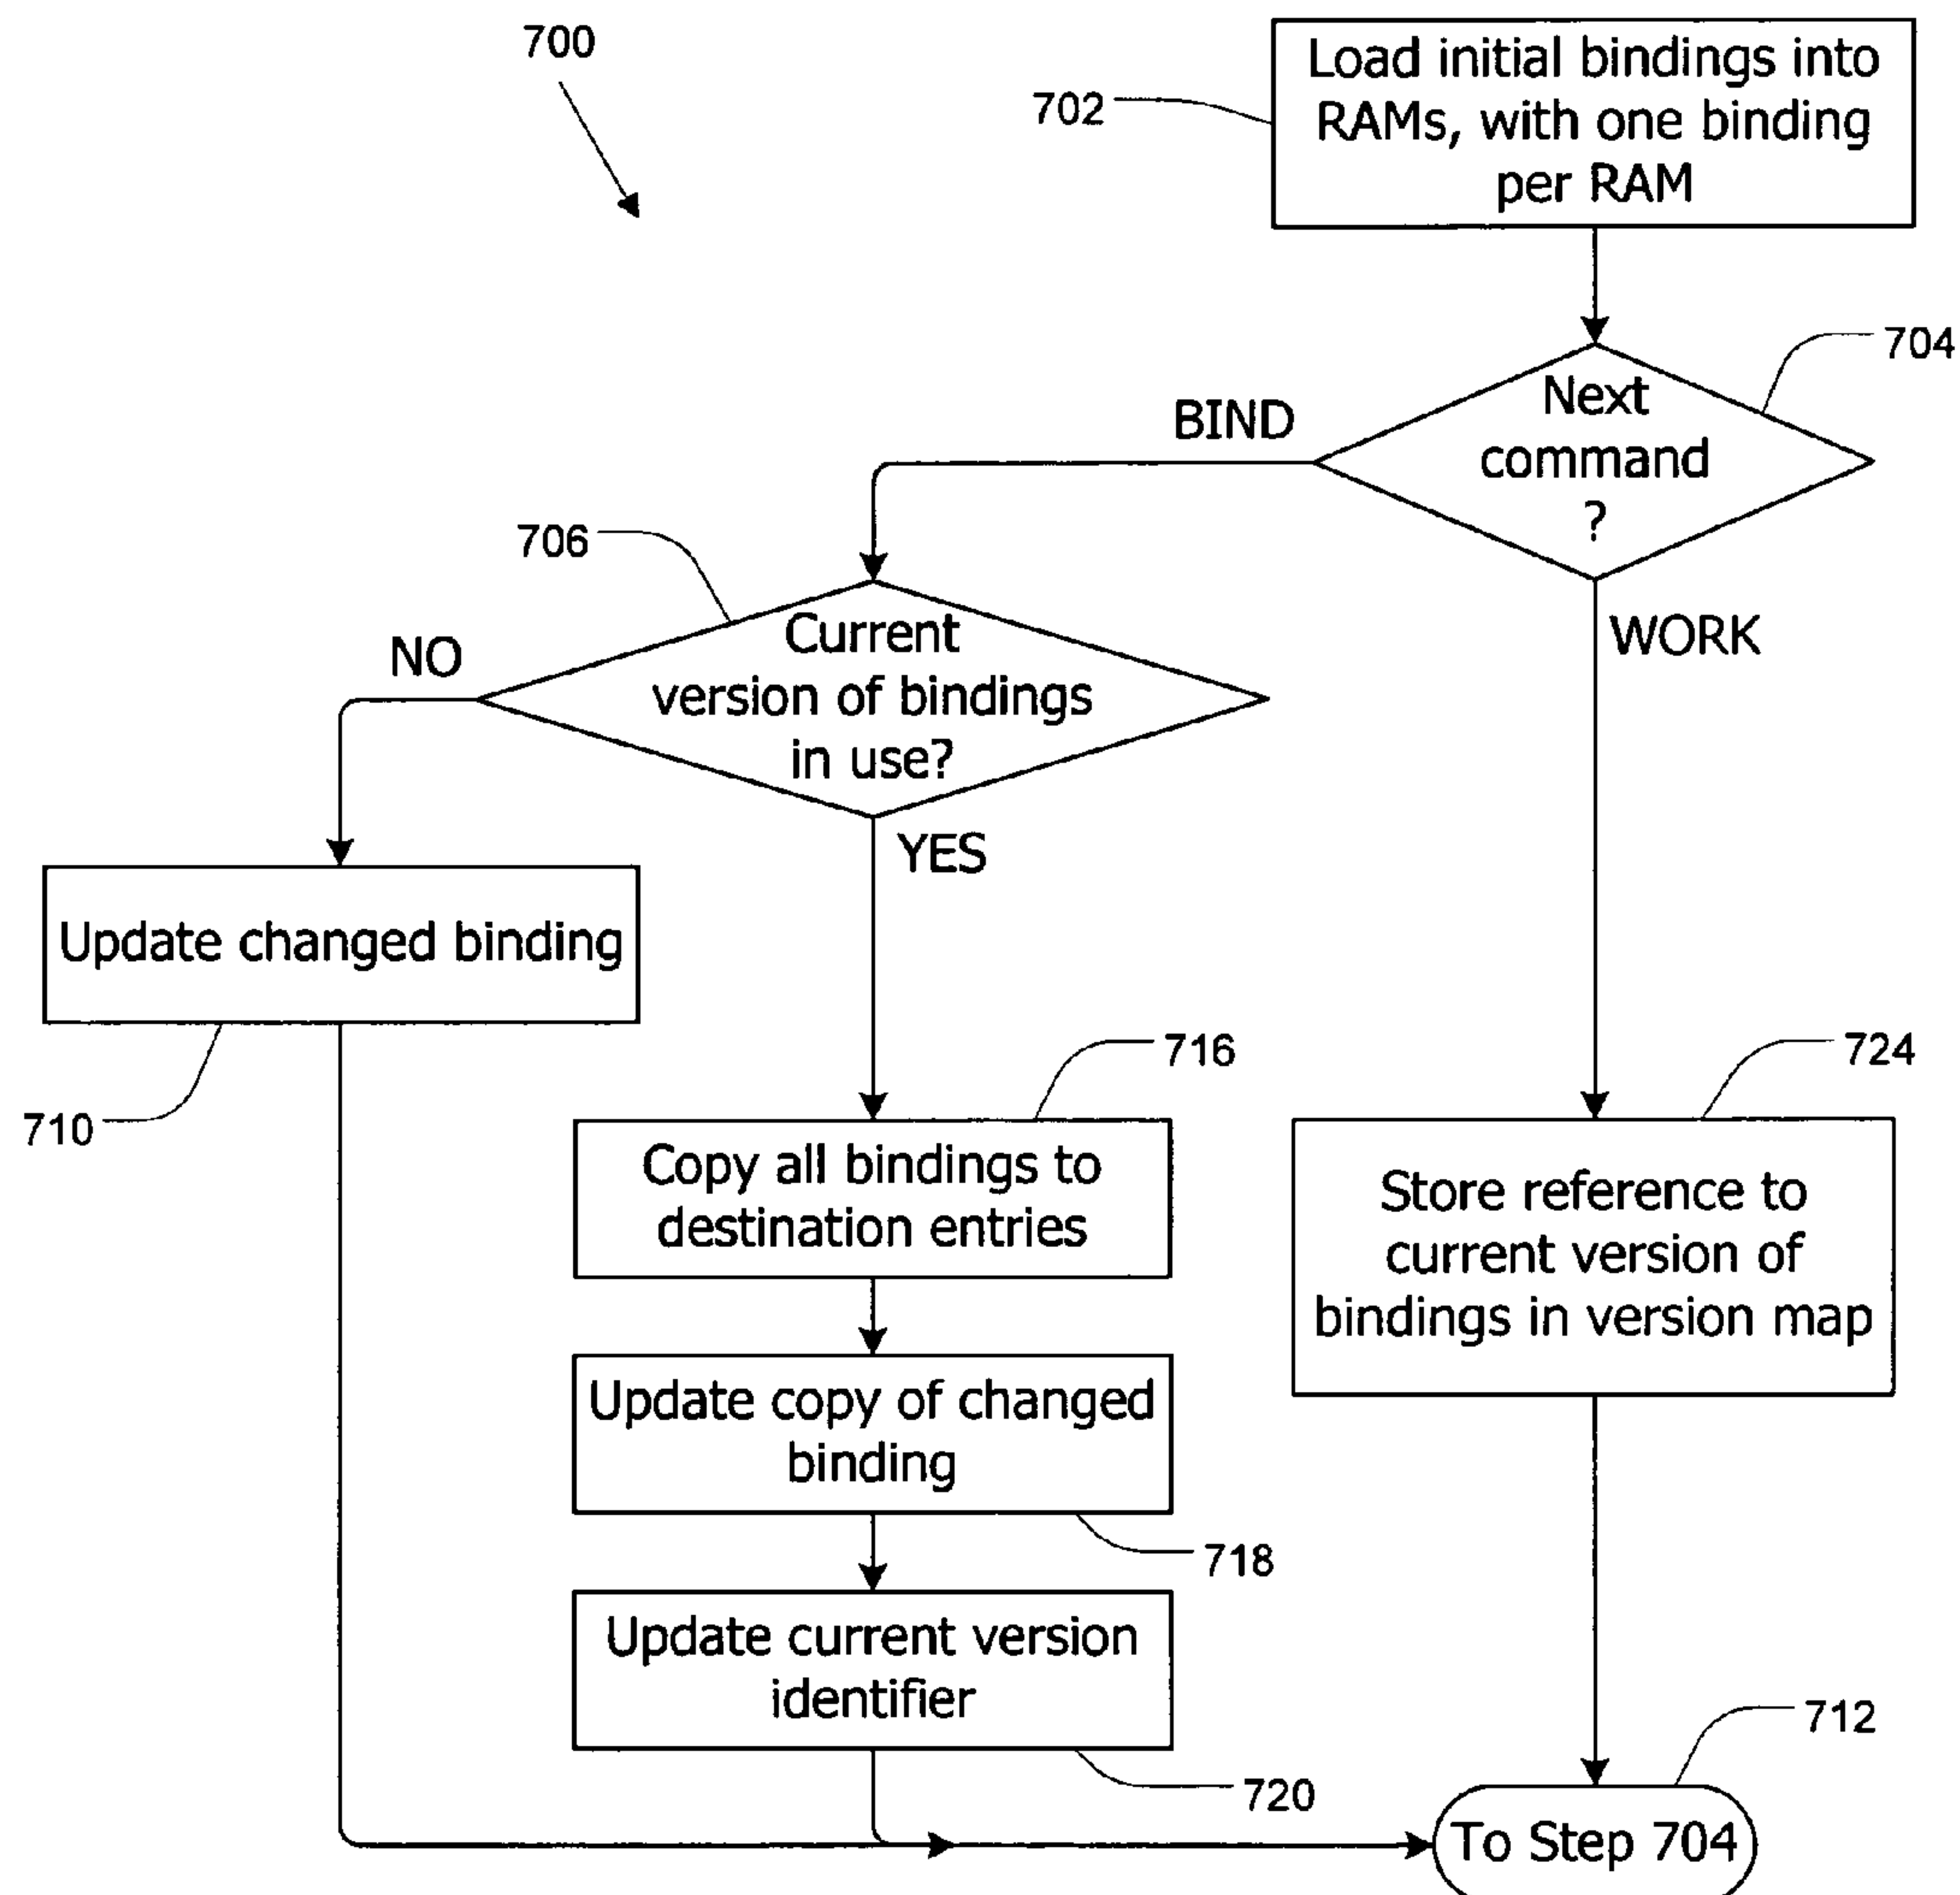 700
702
Load initial bindings into
RAMs, with one binding
per RAM
704
Next
command
?
BIND
WORK
706
Current
version of bindings
in use?
NO
YES
Update changed binding
710
716
Copy all bindings to
destination entries
724
Store reference to
current version of
bindings in version map
Update copy of changed
binding
718
Update current version
identifier
720
712
To Step 704